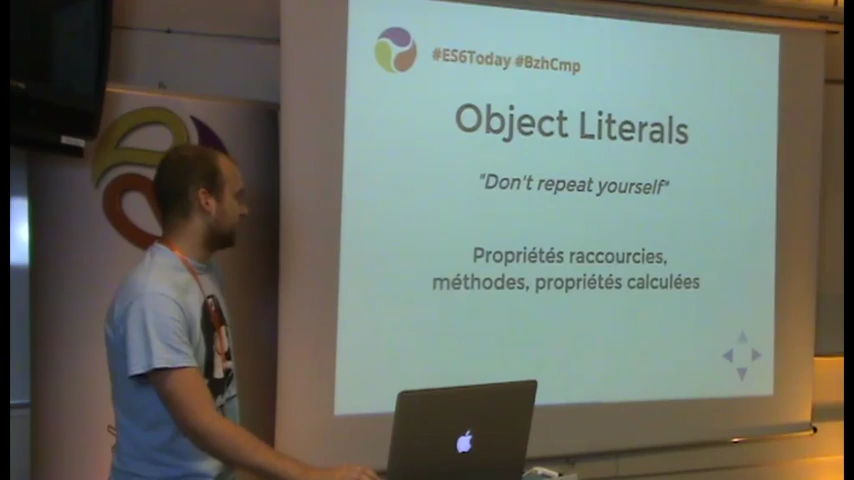 #ES6Today #BzhCmp
Object Literals
"Don't repeat yourself"
Propriétés raccourcies,
méthodes, propriétés calculées